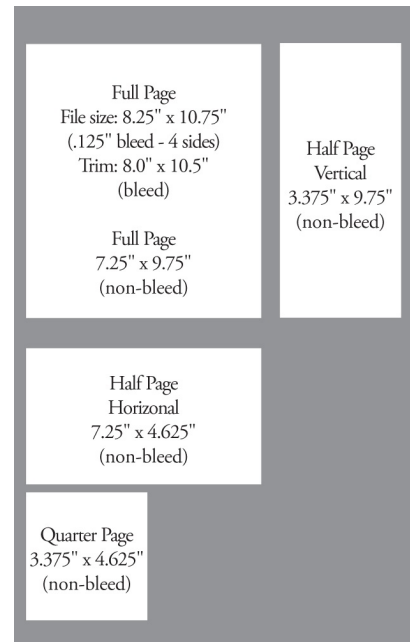 Full Page
File size: 8.25" x 10.75"
(.125" bleed - 4 sides)
Trim: 8.0" x 10.5"
(bleed)
Full Page
7.25" x 9.75"
(non-bleed)
Half Page
Vertical
3.375" x 9.75"
(non-bleed)
Half Page
Horizonal
7.25" x 4.625"
(non-bleed)
Quarter Page
3.375" x 4.625"
(non-bleed)